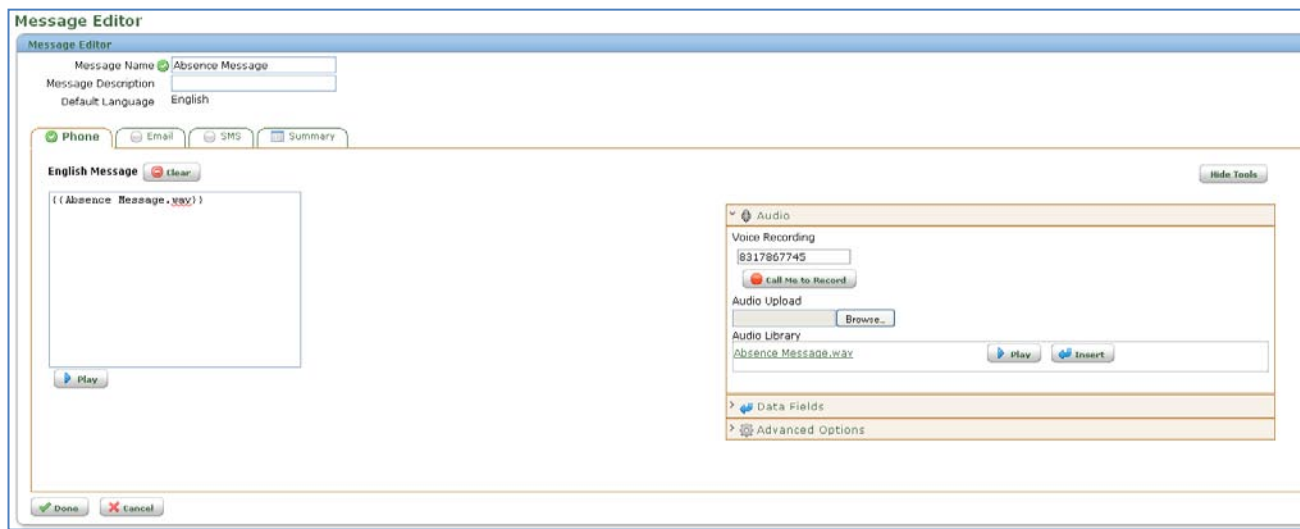 Message Editor
Message Editor
Message Name Absence Message
Message Description
Default Language English
Phone Email SMS Summary
English Message Clear
Hide Tools
{{Absence Message.wav}}
Audio
Voice Recording
8317867745
Call Me to Record
Audio Upload
Browse...
Audio Library
Absence Message.wav Play Insert
Play
Data Fields
Advanced Options
Done Cancel